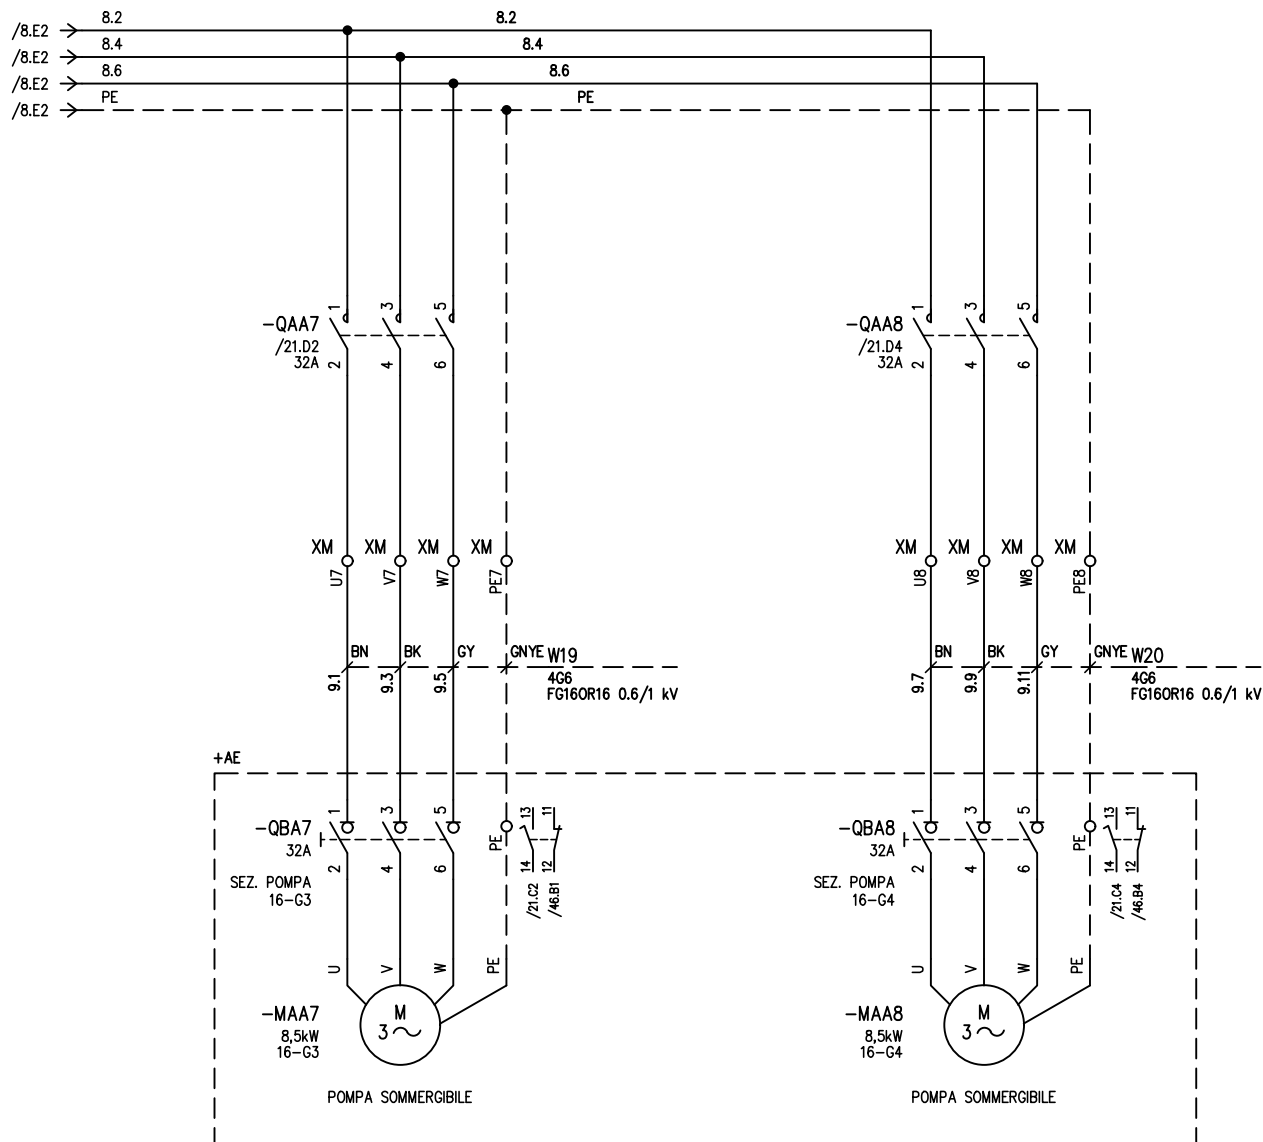 /8.E2 8.2 8.2
/8.E2 8.4 8.4
/8.E2 8.6 8.6
/8.E2 PE PE
1 3 5
-QAA7
/21.D2
32A
2 4 6
1 3 5
-QAA8
/21.D4
32A
2 4 6
XM XM XM XM
U7 V7 W7 PE7
XM XM XM XM
U8 V8 W8 PE8
BN BK GY GNYE W19
9.1 9.3 9.5
4G6
FG16OR16 0.6/1 kV
BN BK GY GNYE W20
9.7 9.9 9.11
4G6
FG16OR16 0.6/1 kV
+AE
1 3 5 13 11
-QBA7
32A
PE
2 4 6 14 12
SEZ. POMPA
16-G3
/21.C2 /46.B1
1 3 5 13 11
-QBA8
32A
PE
2 4 6 14 12
SEZ. POMPA
16-G4
/21.C4 /46.B4
U V W PE
-MAA7
8,5kW
16-G3
M
3
POMPA SOMMERGIBILE
U V W PE
-MAA8
8,5kW
16-G4
M
3
POMPA SOMMERGIBILE